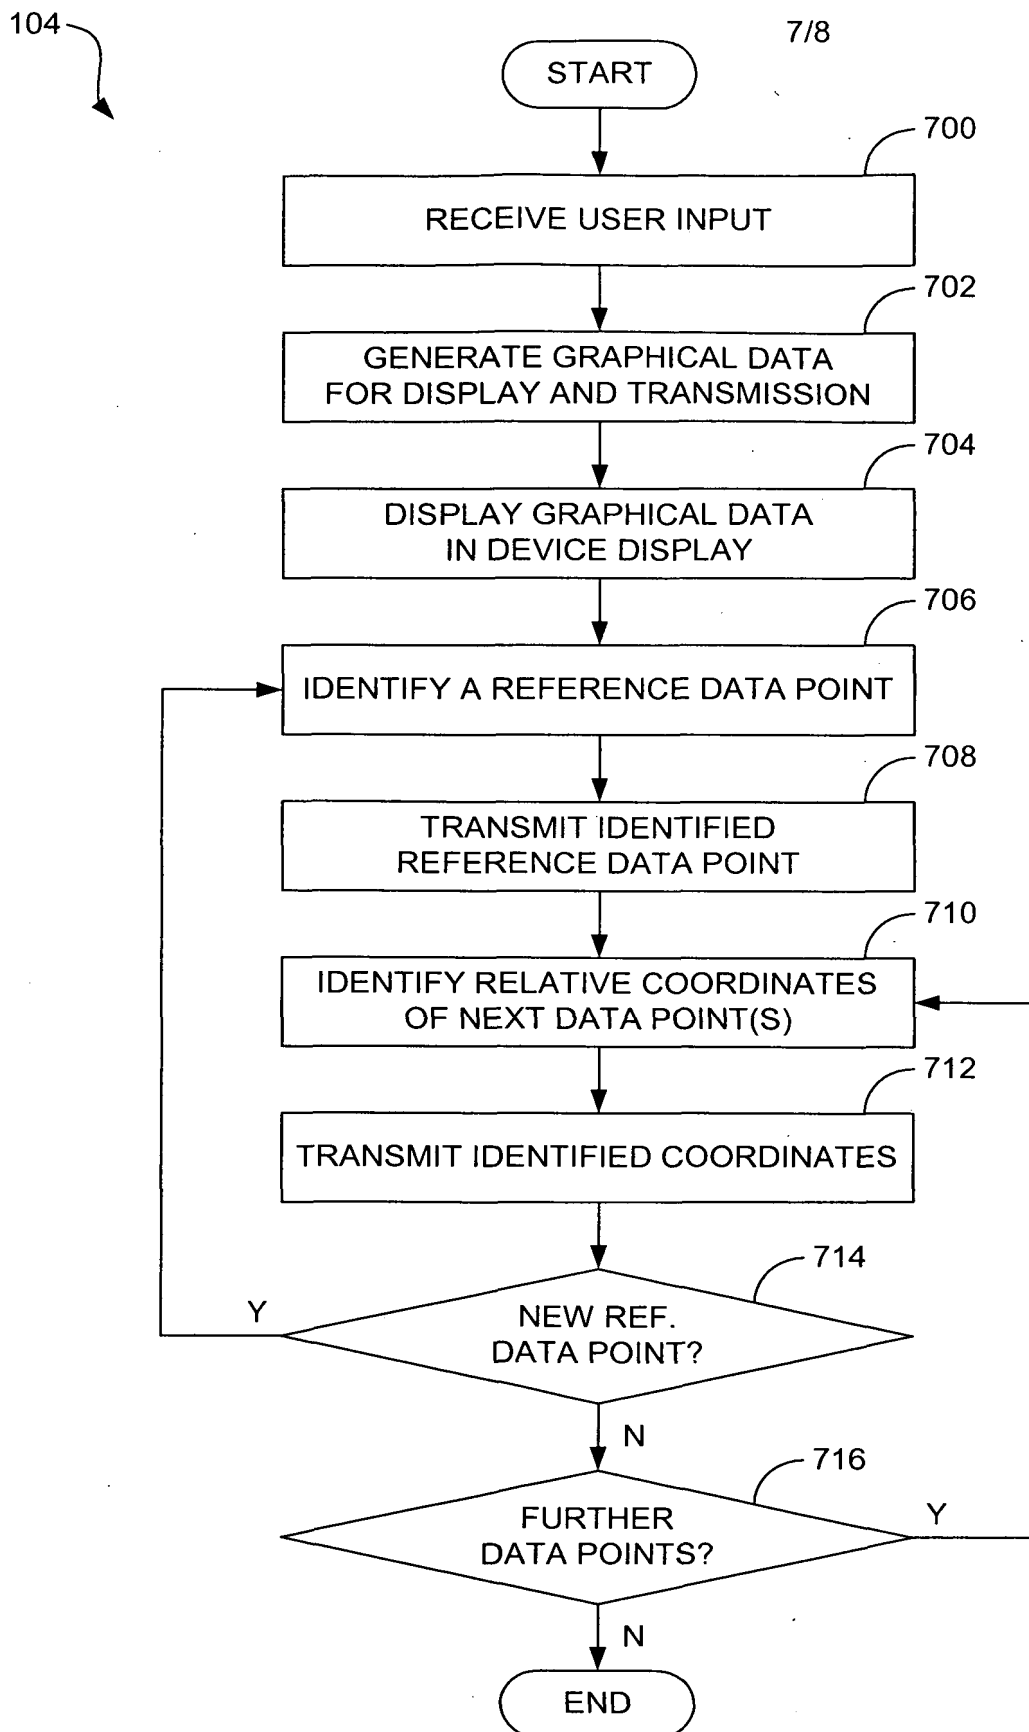 104
7/8
START
700
RECEIVE USER INPUT
702
GENERATE GRAPHICAL DATA
FOR DISPLAY AND TRANSMISSION
704
DISPLAY GRAPHICAL DATA
IN DEVICE DISPLAY
706
IDENTIFY A REFERENCE DATA POINT
708
TRANSMIT IDENTIFIED
REFERENCE DATA POINT
710
IDENTIFY RELATIVE COORDINATES
OF NEXT DATA POINT(S)
712
TRANSMIT IDENTIFIED COORDINATES
714
Y
NEW REF.
DATA POINT?
N
716
Y
FURTHER
DATA POINTS?
N
END